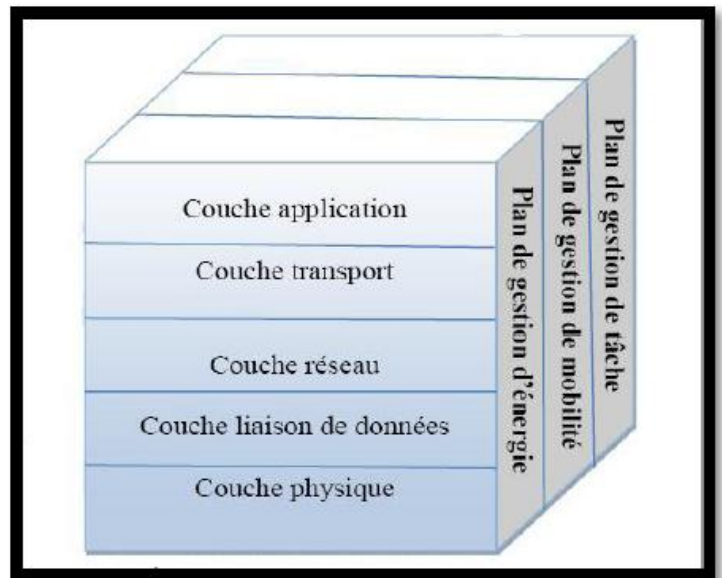 Couche application
Couche transport
Couche réseau
Couche liaison de données
Couche physique
Plan de gestion d'énergie
Plan de gestion de mobilité
Plan de gestion de tâche